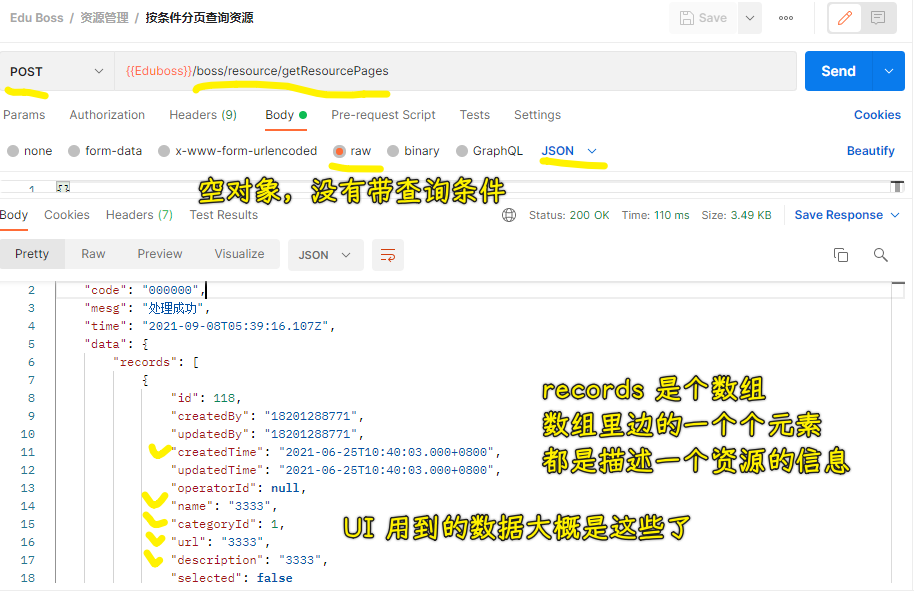 Edu Boss / 资源管理 / 按条件分页查询资源
Save
POST
{{Eduboss}}/boss/resource/getResourcePages
Send
Params Authorization Headers (9) Body Pre-request Script Tests Settings Cookies
none form-data x-www-form-urlencoded raw binary GraphQL JSON Beautify
1 {}
空对象，没有带查询条件
Body Cookies Headers (7) Test Results Status: 200 OK Time: 110 ms Size: 3.49 KB Save Response
Pretty Raw Preview Visualize JSON
2 "code": "000000",
3 "mesg": "处理成功",
4 "time": "2021-09-08T05:39:16.107Z",
5 "data": {
6 "records": [
7 {
8 "id": 118,
9 "createdBy": "18201288771",
10 "updatedBy": "18201288771",
11 "createdTime": "2021-06-25T10:40:03.000+0800",
12 "updatedTime": "2021-06-25T10:40:03.000+0800",
13 "operatorId": null,
14 "name": "3333",
15 "categoryId": 1,
16 "url": "3333",
17 "description": "3333",
18 "selected": false
records 是个数组
数组里边的一个个元素
都是描述一个资源的信息
UI 用到的数据大概是这些了